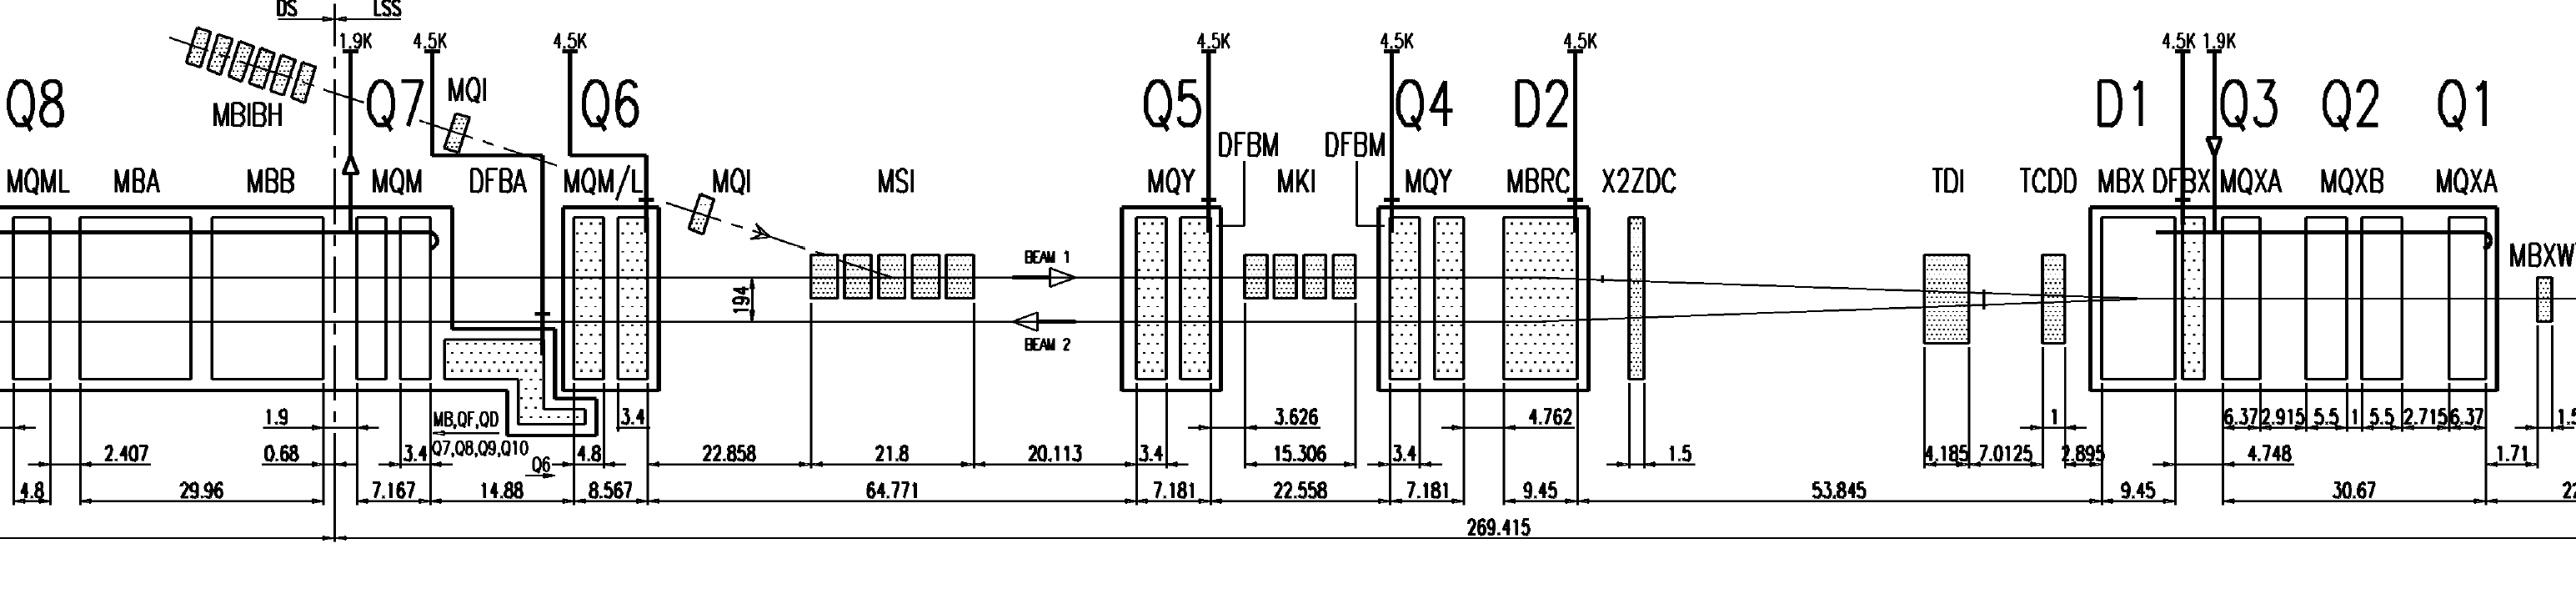 DS LSS
1.9K 4.5K 4.5K 4.5K 4.5K 4.5K 4.5K 1.9K
Q8 Q7 Q6 Q5 Q4 D2 D1 Q3 Q2 Q1
MBIBH MQI
DFBM DFBM
MQML MBA MBB MQM DFBA MQM/L MQI MSI MQY MKI MQY MBRC X2ZDC TDI TCDD MBX DFBX MQXA MQXB MQXA
MBXW
BEAM 1
194
BEAM 2
1.9 MB,QF,QD 3.4 3.626 4.762 1 6.37 2.915 5.5 1 5.5 2.715 6.37 1.5
2.407 0.68 3.4 Q7,Q8,Q9,Q10 4.8 22.858 21.8 20.113 3.4 15.306 3.4 1.5 4.185 7.0125 2.895 4.748 1.71
Q6
4.8 29.96 7.167 14.88 8.567 64.771 7.181 22.558 7.181 9.45 53.845 9.45 30.67
269.415